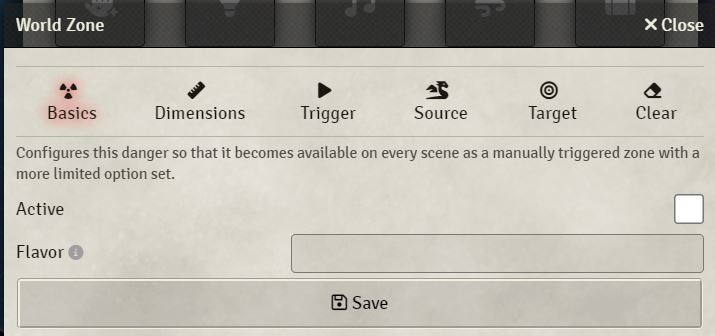 World Zone
Close
Basics Dimensions Trigger Source Target Clear
Configures this danger so that it becomes available on every scene as a manually triggered zone with a
more limited option set.
Active
Flavor
Save